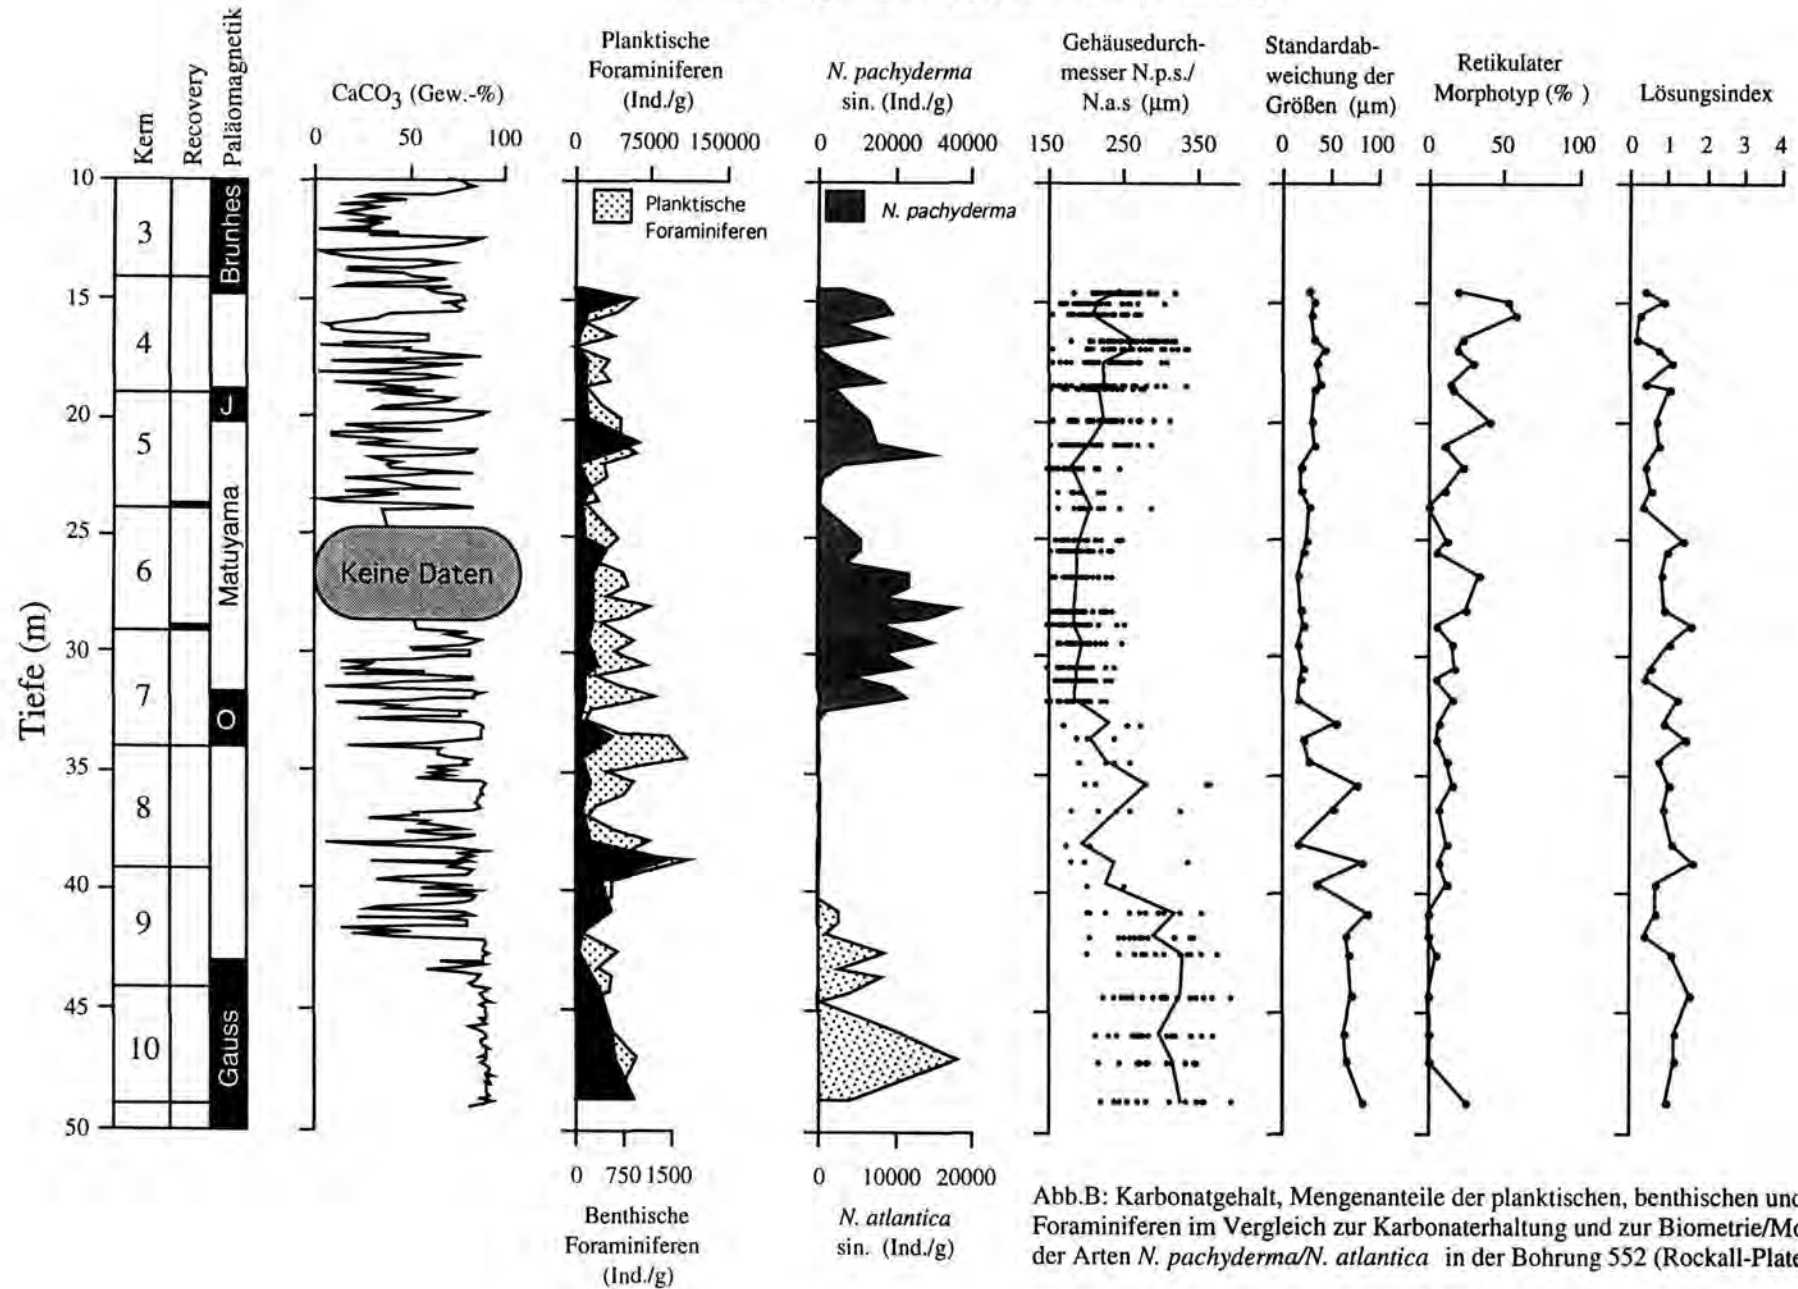 Kern
Recovery
Paläomagnetik
CaCO3 (Gew.-%)
0 50 100
Planktische
Foraminiferen
(Ind./g)
0 75000 150000
N. pachyderma
sin. (Ind./g)
0 20000 40000
Gehäusedurch-
messer N.p.s./
N.a.s (µm)
150 250 350
Standardab-
weichung der
Größen (µm)
0 50 100
Retikulater
Morphotyp (% )
0 50 100
Lösungsindex
0 1 2 3 4
Planktische
Foraminiferen
N. pachyderma
Tiefe (m)
10
15
20
25
30
35
40
45
50
3
4
5
6
7
8
9
10
Brunhes
J
Matuyama
O
Gauss
Keine Daten
0 750 1500
Benthische
Foraminiferen
(Ind./g)
0 10000 20000
N. atlantica
sin. (Ind./g)
Abb.B: Karbonatgehalt, Mengenanteile der planktischen, benthischen und
Foraminiferen im Vergleich zur Karbonaterhaltung und zur Biometrie/Mo
der Arten N. pachyderma/N. atlantica in der Bohrung 552 (Rockall-Plate